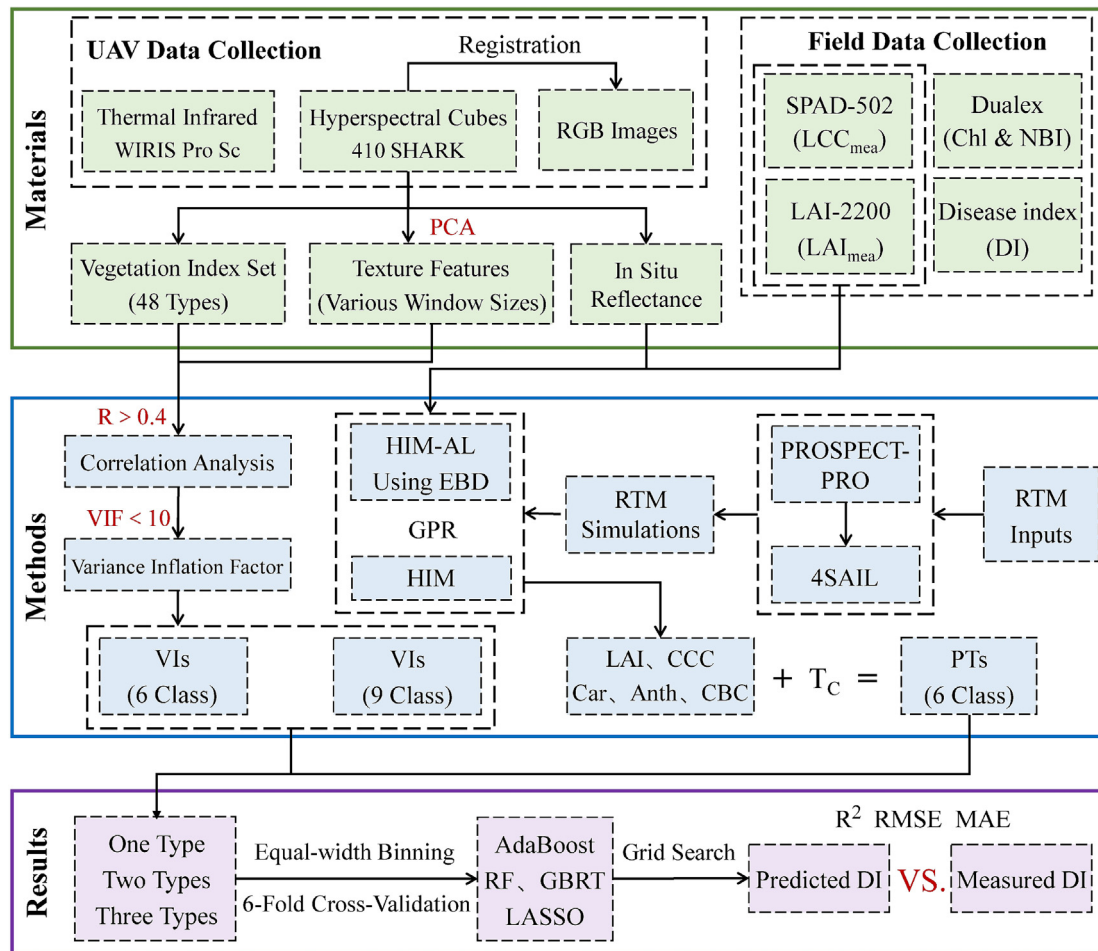 Materials
UAV Data Collection
Registration
Thermal Infrared
WIRIS Pro Sc
Hyperspectral Cubes
410 SHARK
RGB Images
Field Data Collection
SPAD-502
(LCCmea)
Dualex
(Chl & NBI)
LAI-2200
(LAImea)
Disease index
(DI)
PCA
Vegetation Index Set
(48 Types)
Texture Features
(Various Window Sizes)
In Situ
Reflectance
Methods
R > 0.4
Correlation Analysis
VIF < 10
Variance Inflation Factor
VIs
(6 Class)
VIs
(9 Class)
HIM-AL
Using EBD
GPR
HIM
RTM
Simulations
PROSPECT-
PRO
4SAIL
RTM
Inputs
LAI、CCC
Car、Anth、CBC
+ TC =
PTs
(6 Class)
Results
One Type
Two Types
Three Types
Equal-width Binning
6-Fold Cross-Validation
AdaBoost
RF、GBRT
LASSO
Grid Search
R² RMSE MAE
Predicted DI VS. Measured DI